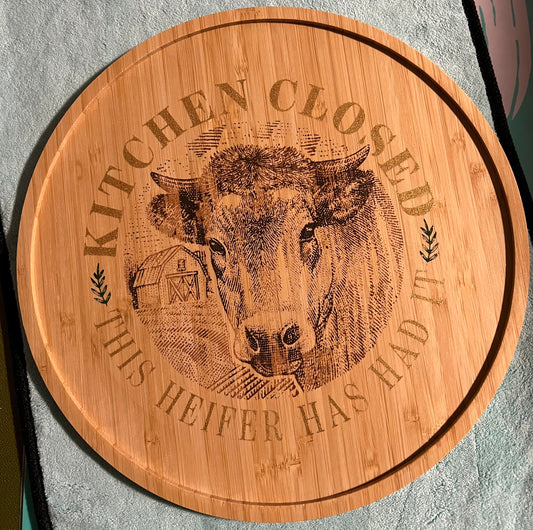 KITCHEN CLOSED
THIS HEIFER HAS HAD IT